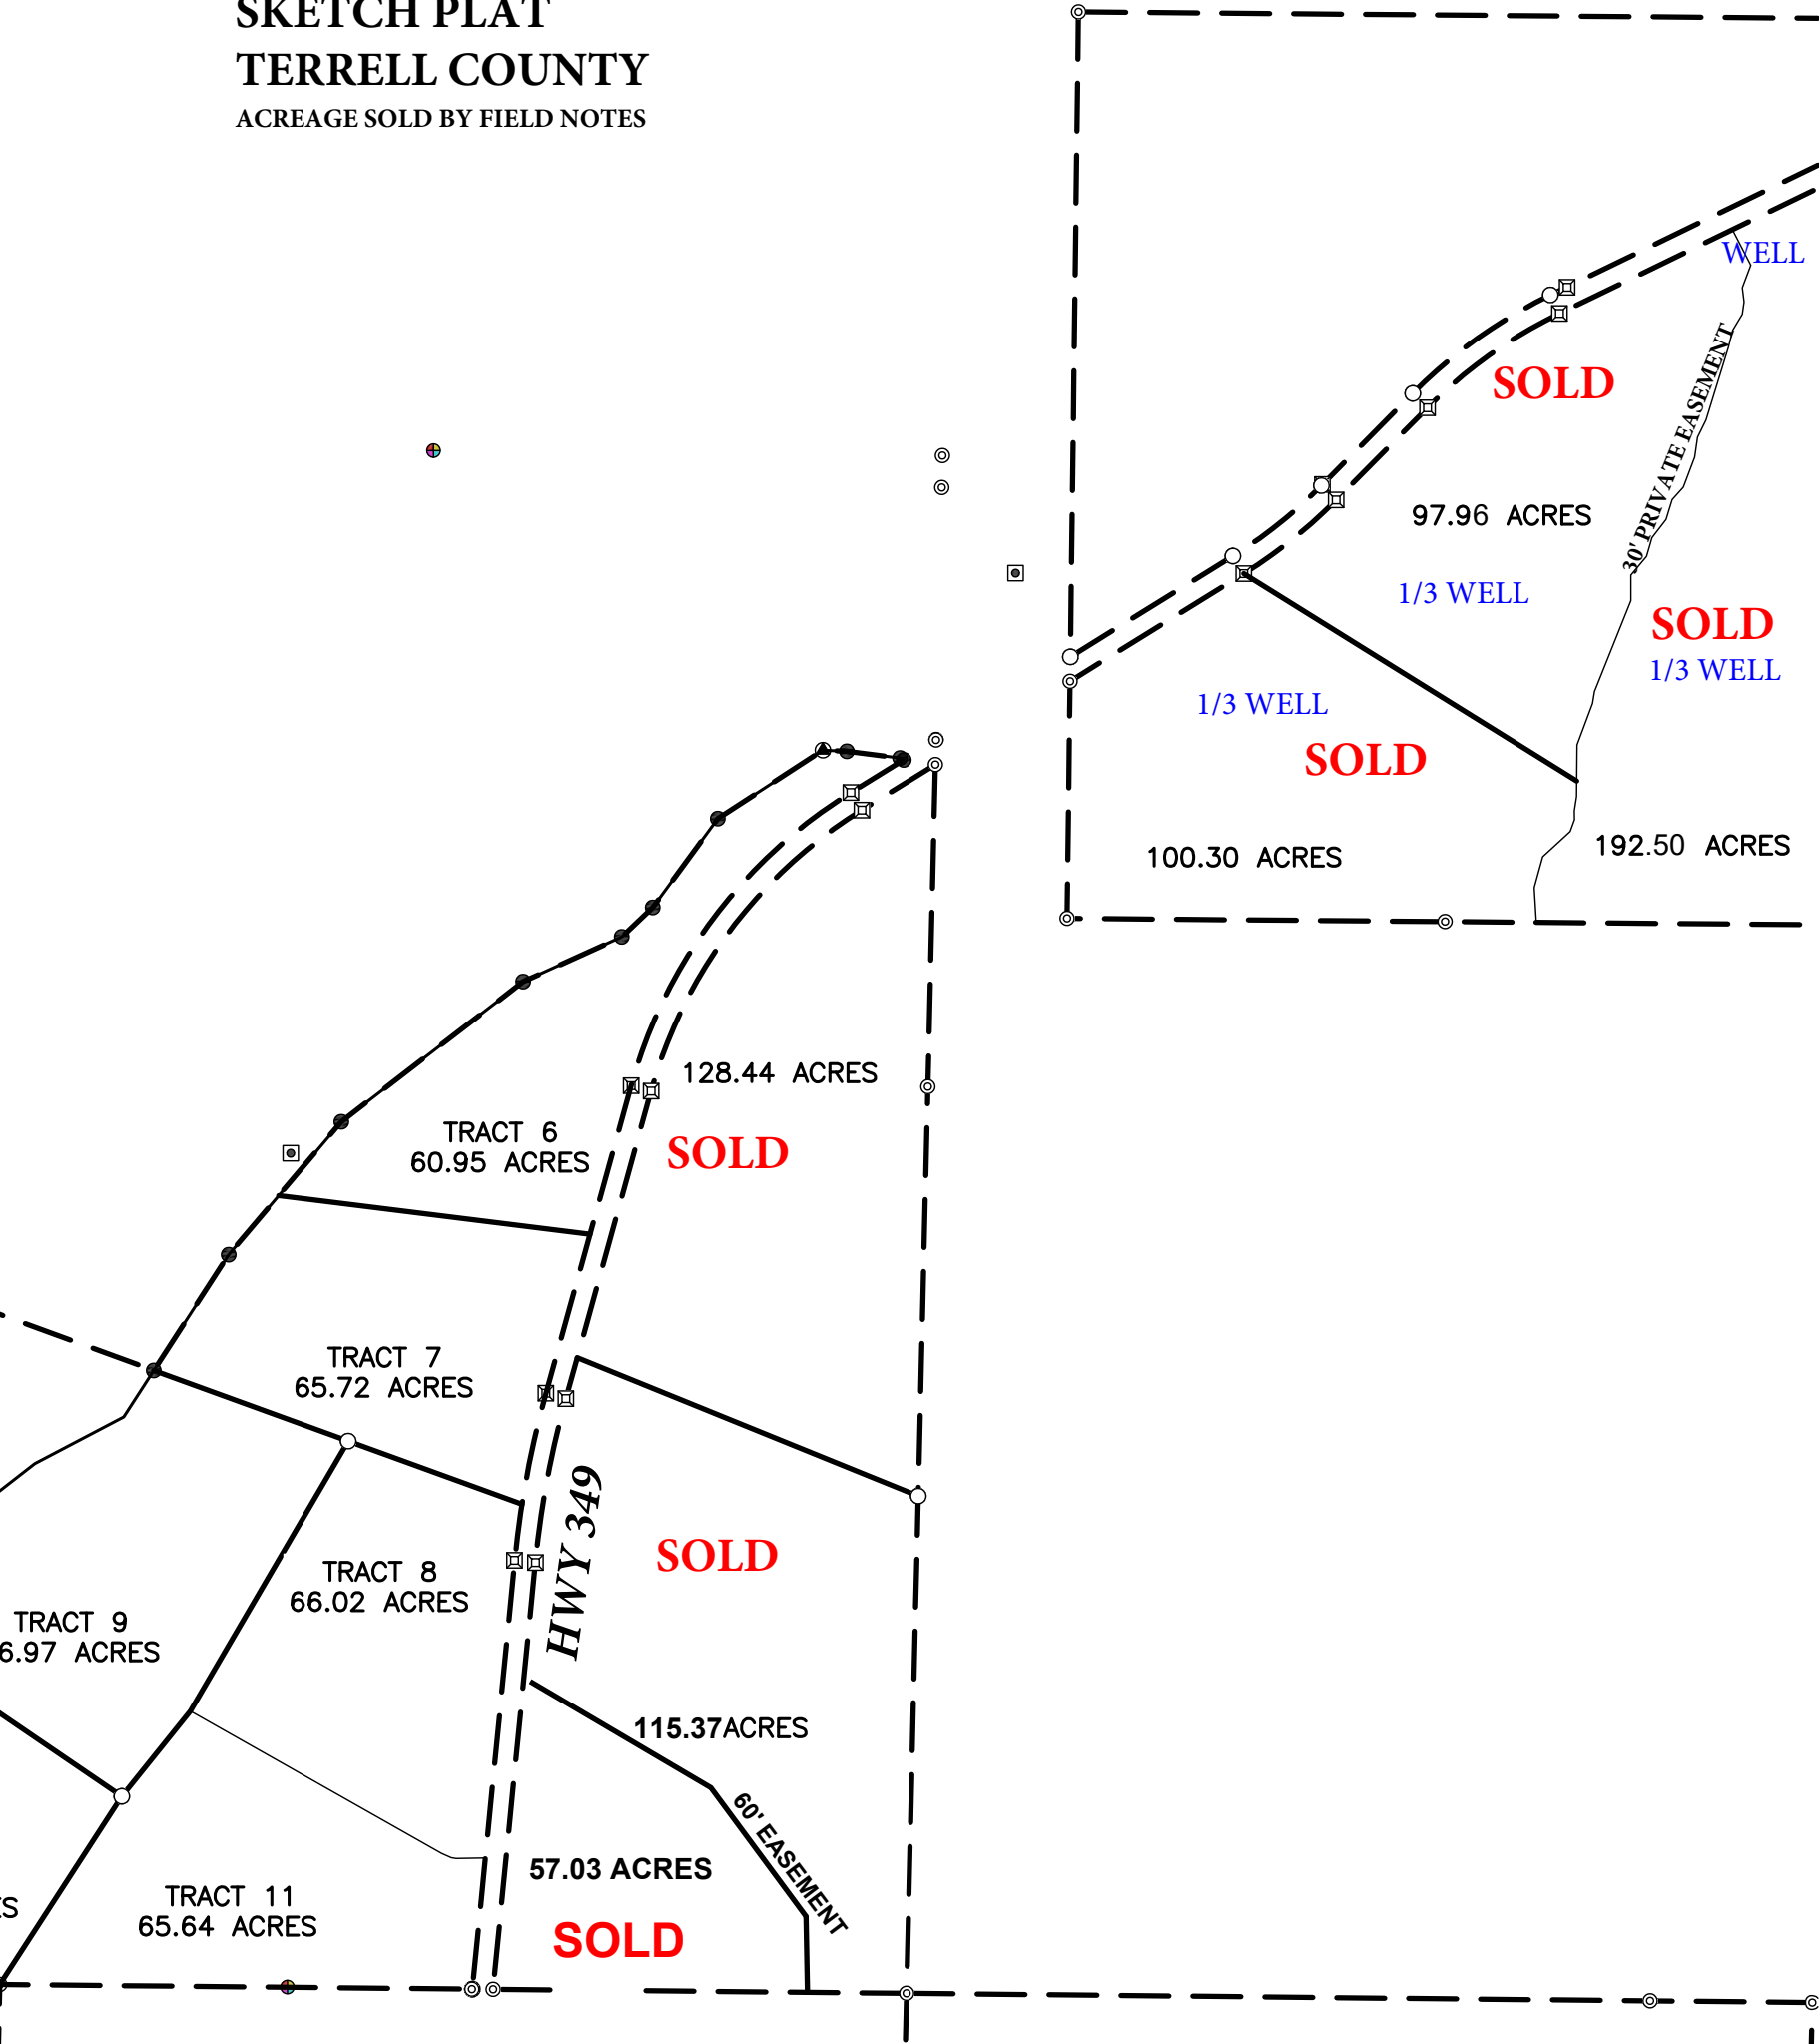 SKETCH PLAT
TERRELL COUNTY
ACREAGE SOLD BY FIELD NOTES
WELL
30' PRIVATE EASEMENT
SOLD
97.96 ACRES
1/3 WELL
SOLD
1/3 WELL
1/3 WELL
SOLD
100.30 ACRES
192.50 ACRES
128.44 ACRES
SOLD
TRACT 6
60.95 ACRES
TRACT 7
65.72 ACRES
HWY 349
SOLD
TRACT 8
66.02 ACRES
TRACT 9
6.97 ACRES
115.37ACRES
60' EASEMENT
57.03 ACRES
SOLD
TRACT 11
65.64 ACRES
ES